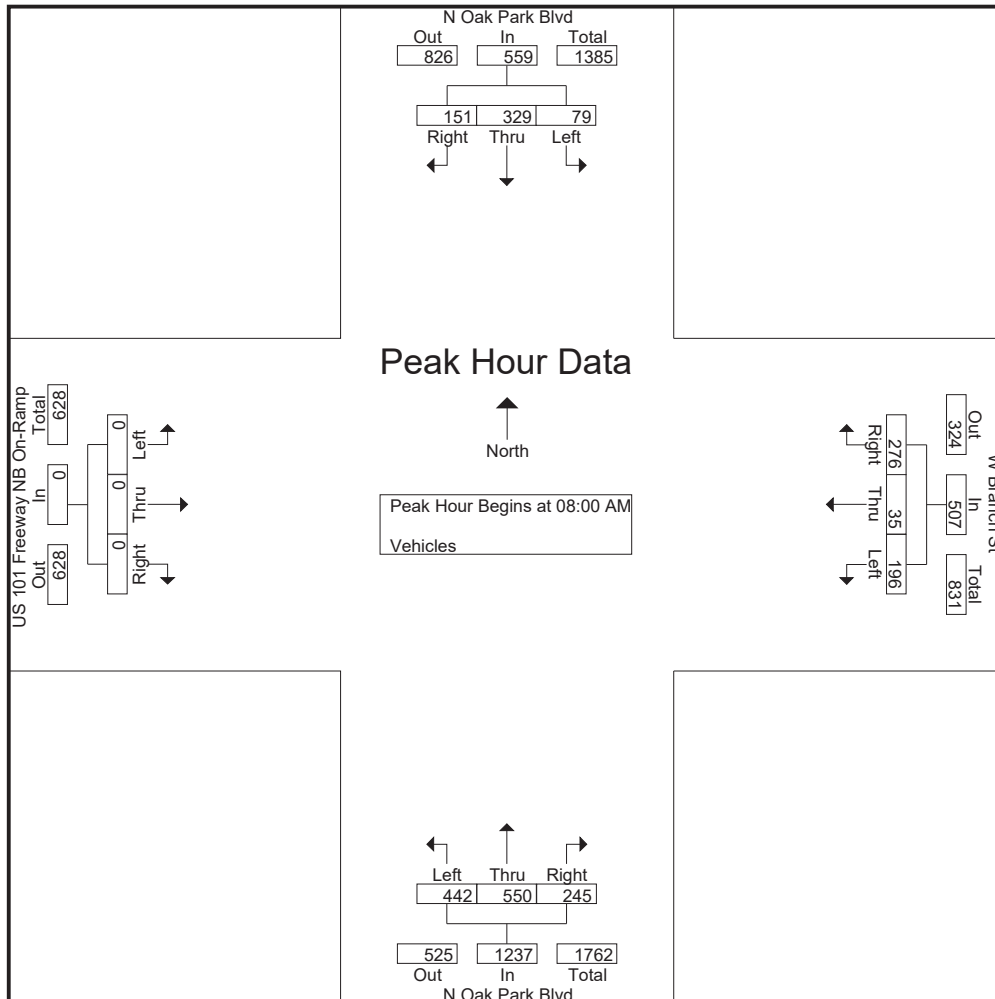 N Oak Park Blvd
Out In Total
826 559 1385
151 329 79
Right Thru Left
Peak Hour Data
North
Peak Hour Begins at 08:00 AM
Vehicles
US 101 Freeway NB On-Ramp
Total In Out
628 0 628
0 0 0
Left Thru Right
Right Thru Left
276 35 196
Out In Total
324 507 831
W Branch St
Left Thru Right
442 550 245
525 1237 1762
Out In Total
N Oak Park Blvd